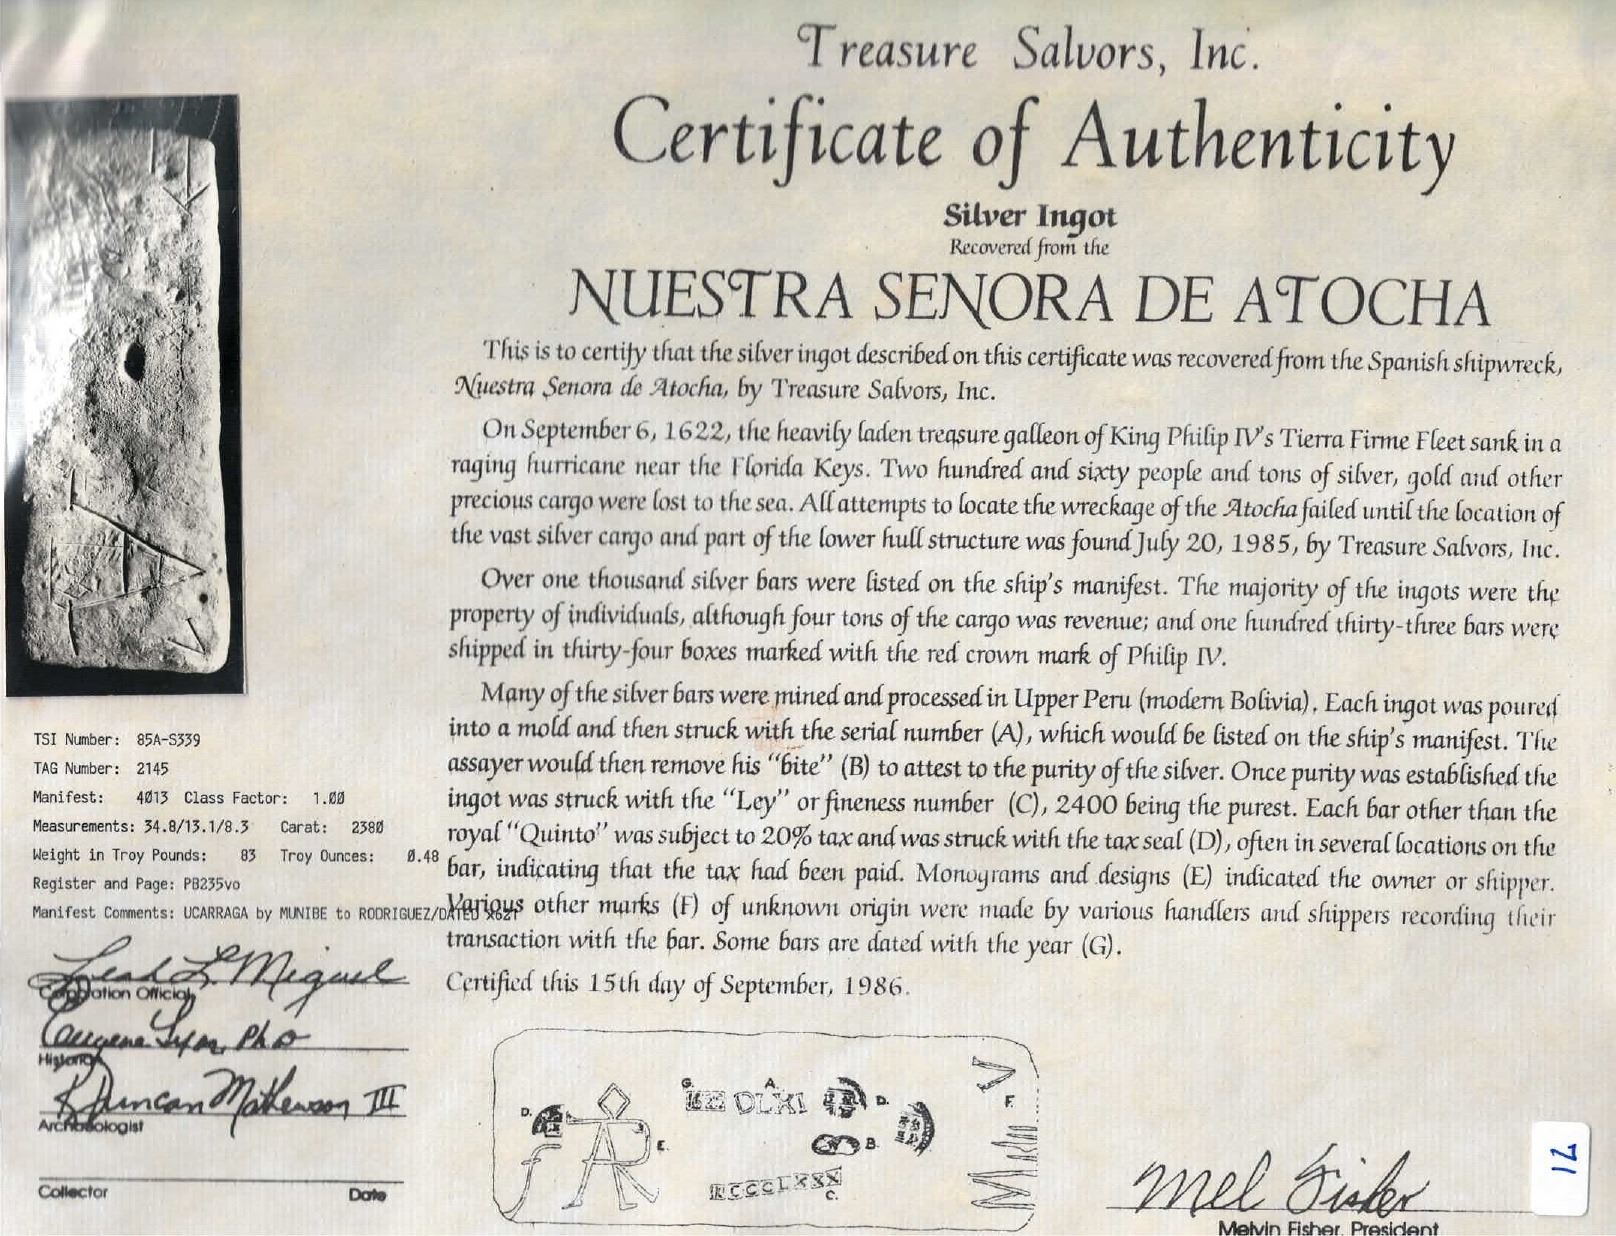 Treasure Salvors, Inc.
Certificate of Authenticity
Silver Ingot
Recovered from the
NUESTRA SENORA DE ATOCHA
This is to certify that the silver ingot described on this certificate was recovered from the Spanish shipwreck,
Nuestra Senora de Atocha, by Treasure Salvors, Inc.
On September 6, 1622, the heavily laden treasure galleon of King Philip IV's Tierra Firme Fleet sank in a
raging hurricane near the Florida Keys. Two hundred and sixty people and tons of silver, gold and other
precious cargo were lost to the sea. All attempts to locate the wreckage of the Atocha failed until the location of
the vast silver cargo and part of the lower hull structure was found July 20, 1985, by Treasure Salvors, Inc.
Over one thousand silver bars were listed on the ship's manifest. The majority of the ingots were the
property of individuals, although four tons of the cargo was revenue; and one hundred thirty-three bars were
shipped in thirty-four boxes marked with the red crown mark of Philip IV.
Many of the silver bars were mined and processed in Upper Peru (modern Bolivia). Each ingot was poured
into a mold and then struck with the serial number (A), which would be listed on the ship's manifest. The
assayer would then remove his "bite" (B) to attest to the purity of the silver. Once purity was established the
ingot was struck with the "Ley" or fineness number (C), 2400 being the purest. Each bar other than the
royal "Quinto" was subject to 20% tax and was struck with the tax seal (D), often in several locations on the
bar, indicating that the tax had been paid. Monograms and designs (E) indicated the owner or shipper.
Various other marks (F) of unknown origin were made by various handlers and shippers recording their
transaction with the bar. Some bars are dated with the year (G).
Certified this 15th day of September, 1986.
TSI Number: 85A-S339
TAG Number: 2145
Manifest: 4013 Class Factor: 1.00
Measurements: 34.8/13.1/8.3 Carat: 2380
Weight in Troy Pounds: 83 Troy Ounces: 0.48
Register and Page: PB235vo
Manifest Comments: UCARRAGA by MUNIBE to RODRIGUEZ/DATED
Leah L. Miguel
Corporation Official
Eugene Lyon, PhD
Historian
R Duncan Mathewson III
Archaeologist
Collector Date
G. A.
D. DLXI D.
F.
E. B.
C.
Mel Fisher
Melvin Fisher, President
71